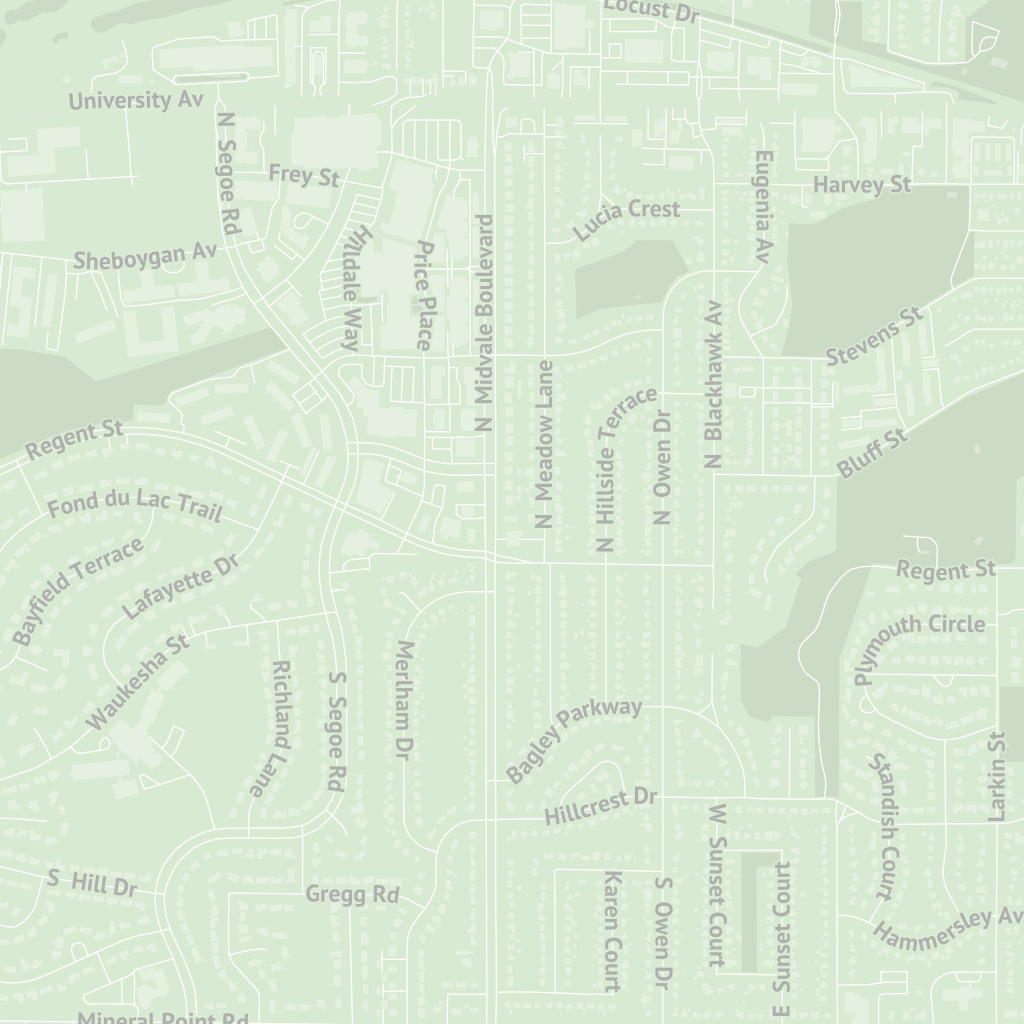 Locust Dr
University Av
N Segoe Rd
Frey St
Eugenia Av
Harvey St
Lucia Crest
Sheboygan Av
Hilldale Way
Price Place
N Midvale Boulevard
N Blackhawk Av
Stevens St
N Meadow Lane
N Hillside Terrace
N Owen Dr
Regent St
Bluff St
Fond du Lac Trail
Bayfield Terrace
Lafayette Dr
Regent St
Plymouth Circle
Waukesha St
Richland Lane
S Segoe Rd
Merlham Dr
Bagley Parkway
Larkin St
Standish Court
Hillcrest Dr
W Sunset Court
S Hill Dr
Gregg Rd
Karen Court
S Owen Dr
E Sunset Court
Hammersley Av
Mineral Point Rd